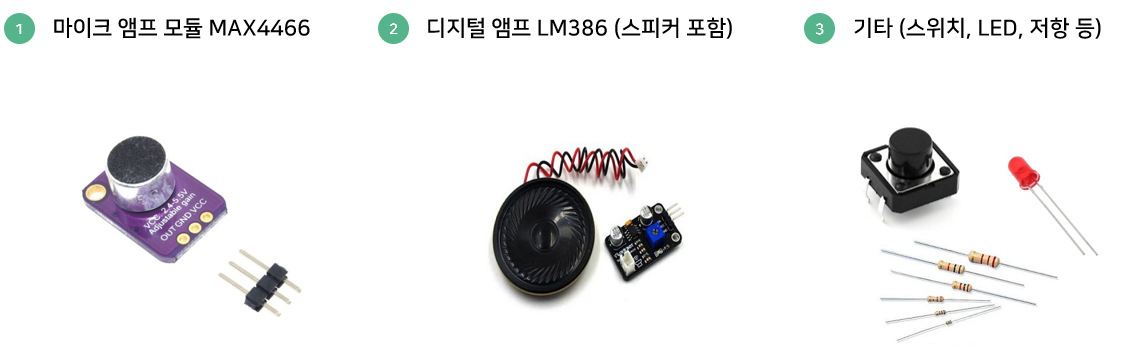 1 마이크 앰프 모듈 MAX4466
2 디지털 앰프 LM386 (스피커 포함)
3 기타 (스위치, LED, 저항 등)
VCC 2.4-5.5V
Adjustable gain
OUT GND VCC